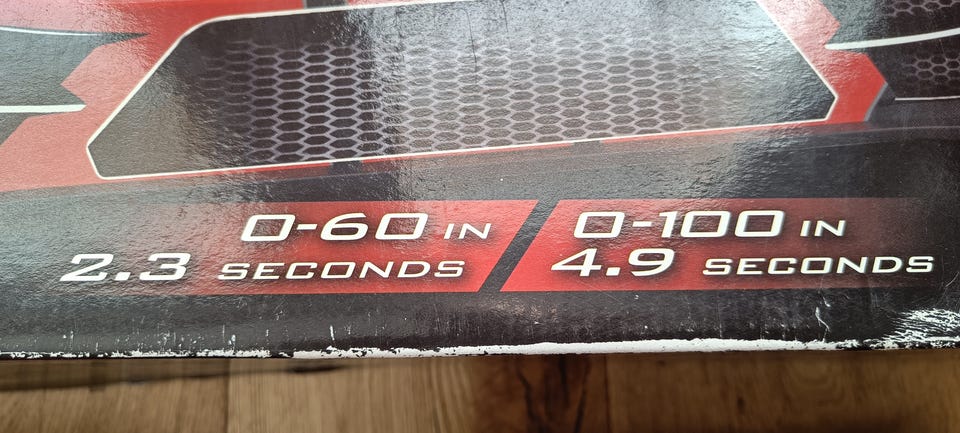 0-60 IN
2.3 SECONDS
0-100 IN
4.9 SECONDS